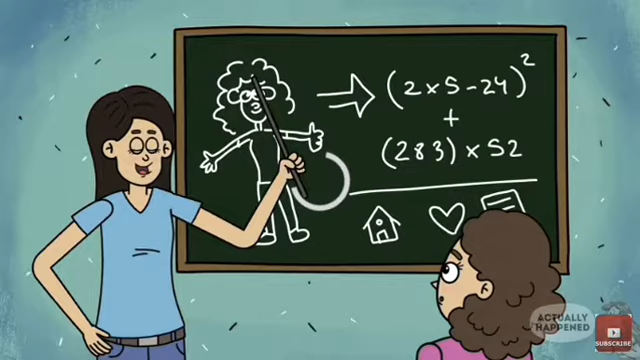 (2×5-24)²
+
(283)×52
ACTUALLY
HAPPENED
SUBSCRIBE